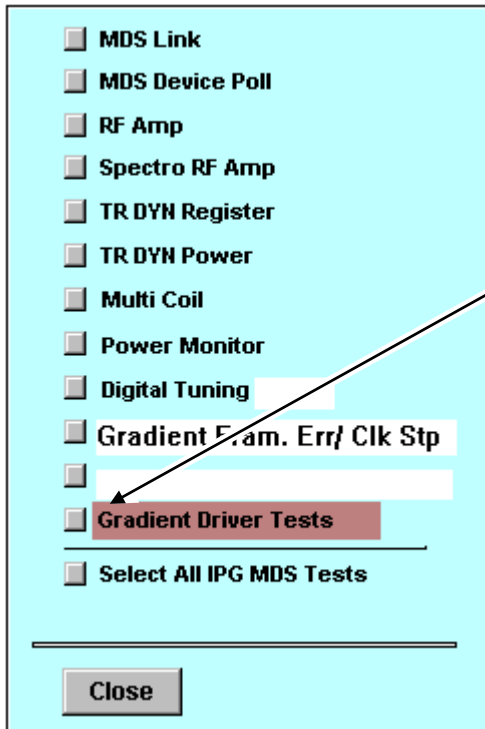 MDS Link
MDS Device Poll
RF Amp
Spectro RF Amp
TR DYN Register
TR DYN Power
Multi Coil
Power Monitor
Digital Tuning
Gradient Fram. Err/ Clk Stp
Gradient Driver Tests
Select All IPG MDS Tests
Close